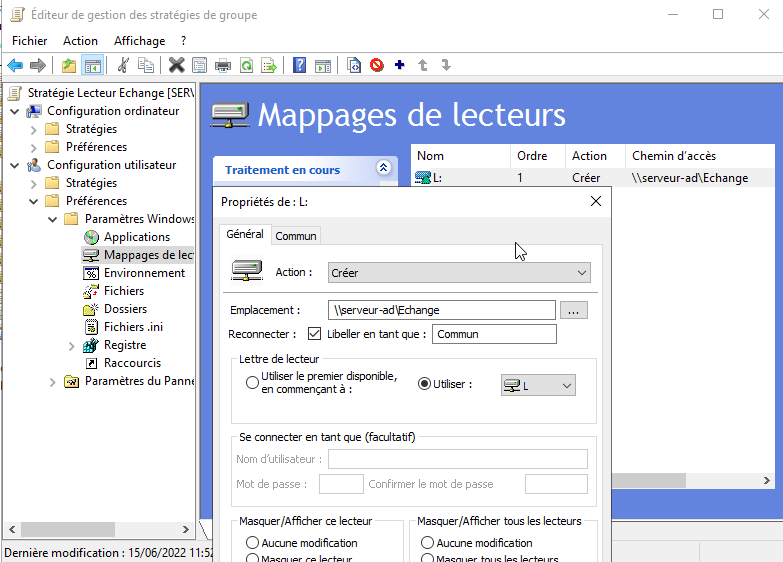 Éditeur de gestion des stratégies de groupe
Fichier Action Affichage ?
Stratégie Lecteur Echange [SERV
Configuration ordinateur
Stratégies
Préférences
Configuration utilisateur
Stratégies
Préférences
Paramètres Windows
Applications
Mappages de lec
Environnement
Fichiers
Dossiers
Fichiers .ini
Registre
Raccourcis
Paramètres du Panne
Dernière modification : 15/06/2022 11:52
Mappages de lecteurs
Traitement en cours
Nom Ordre Action Chemin d'accès
L: 1 Créer \\serveur-ad\Echange
Propriétés de : L:
Général Commun
Action : Créer
Emplacement : \\serveur-ad\Echange ...
Reconnecter : Libeller en tant que : Commun
Lettre de lecteur
Utiliser le premier disponible,
en commençant à :
Utiliser : L
Se connecter en tant que (facultatif)
Nom d'utilisateur :
Mot de passe : Confirmer le mot de passe
Masquer/Afficher ce lecteur
Aucune modification
Masquer ce lecteur
Masquer/Afficher tous les lecteurs
Aucune modification
Masquer tous les lecteurs